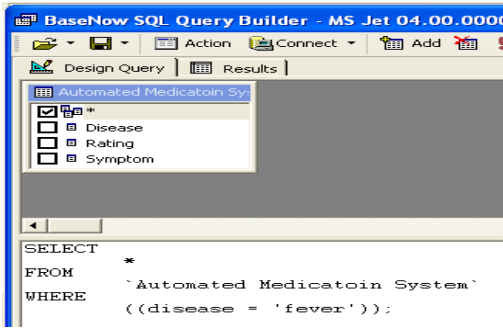 BaseNow SQL Query Builder - MS Jet 04.00.0000
Action Connect Add
Design Query Results
Automated Medicatoin Sy
*
Disease
Rating
Symptom
SELECT
*
FROM
`Automated Medicatoin System`
WHERE
((disease = 'fever'));